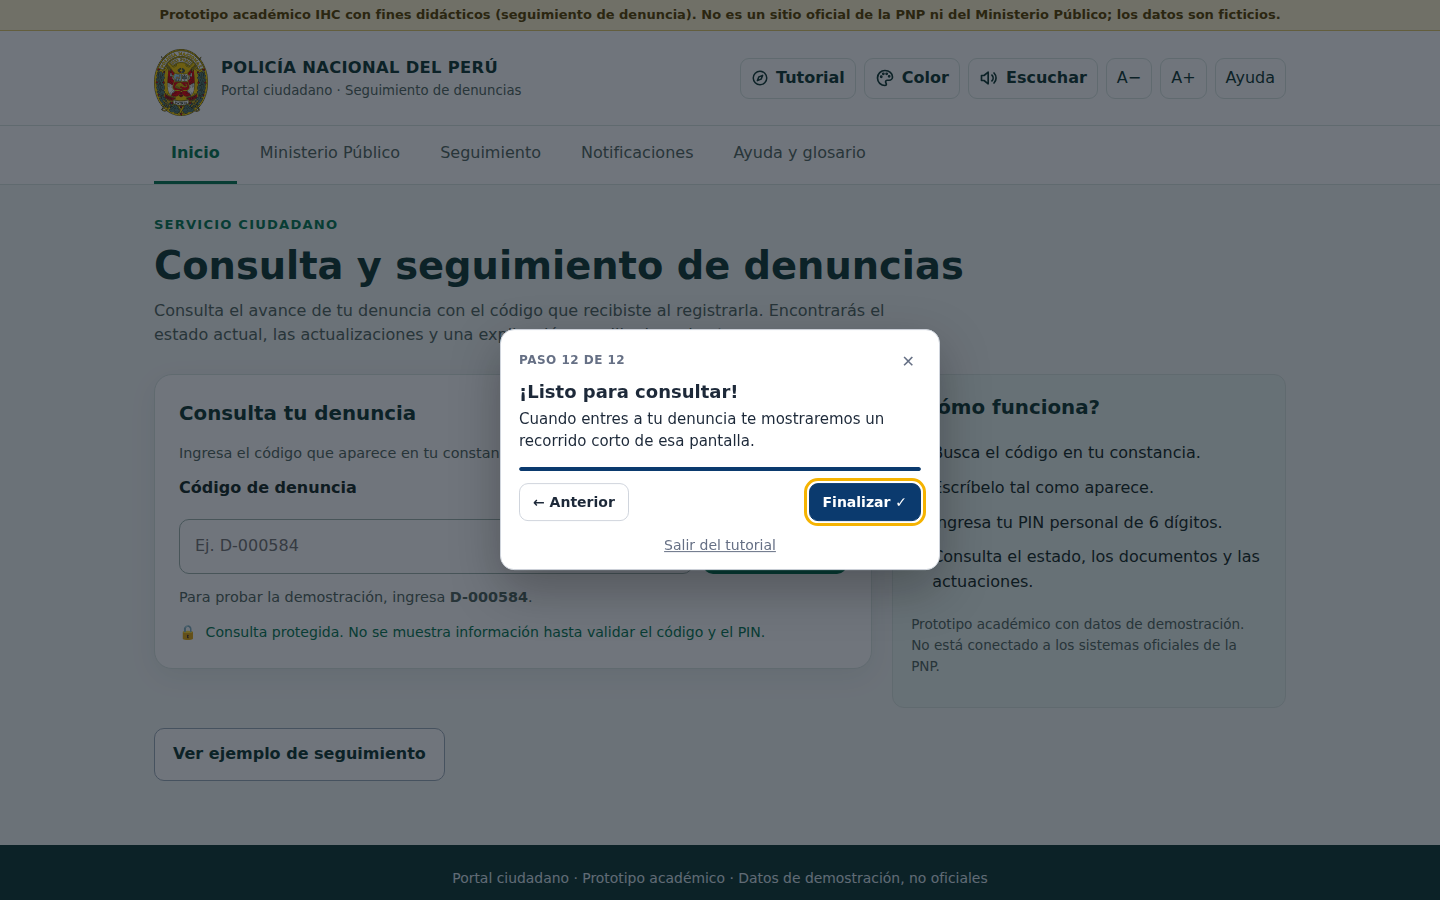 Prototipo académico IHC con fines didácticos (seguimiento de denuncia). No es un sitio oficial de la PNP ni del Ministerio Público; los datos son ficticios.
POLICÍA NACIONAL DEL PERÚ
Portal ciudadano · Seguimiento de denuncias
Tutorial
Color
Escuchar
A−
A+
Ayuda
Inicio
Ministerio Público
Seguimiento
Notificaciones
Ayuda y glosario
SERVICIO CIUDADANO
Consulta y seguimiento de denuncias
Consulta el avance de tu denuncia con el código que recibiste al registrarla. Encontrarás el
estado actual, las actualizaciones y una
PASO 12 DE 12
✕
¡Listo para consultar!
Cuando entres a tu denuncia te mostraremos un
recorrido corto de esa pantalla.
← Anterior
Finalizar ✓
Salir del tutorial
Consulta tu denuncia
Ingresa el código que aparece en tu
Código de denuncia
Ej. D-000584
Para probar la demostración, ingresa D-000584.
🔒 Consulta protegida. No se muestra información hasta validar el código y el PIN.
funciona?
Busca el código en tu constancia.
Escríbelo tal como aparece.
Ingresa tu PIN personal de 6 dígitos.
Consulta el estado, los documentos y las
actuaciones.
Prototipo académico con datos de demostración.
No está conectado a los sistemas oficiales de la
PNP.
Ver ejemplo de seguimiento
Portal ciudadano · Prototipo académico · Datos de demostración, no oficiales